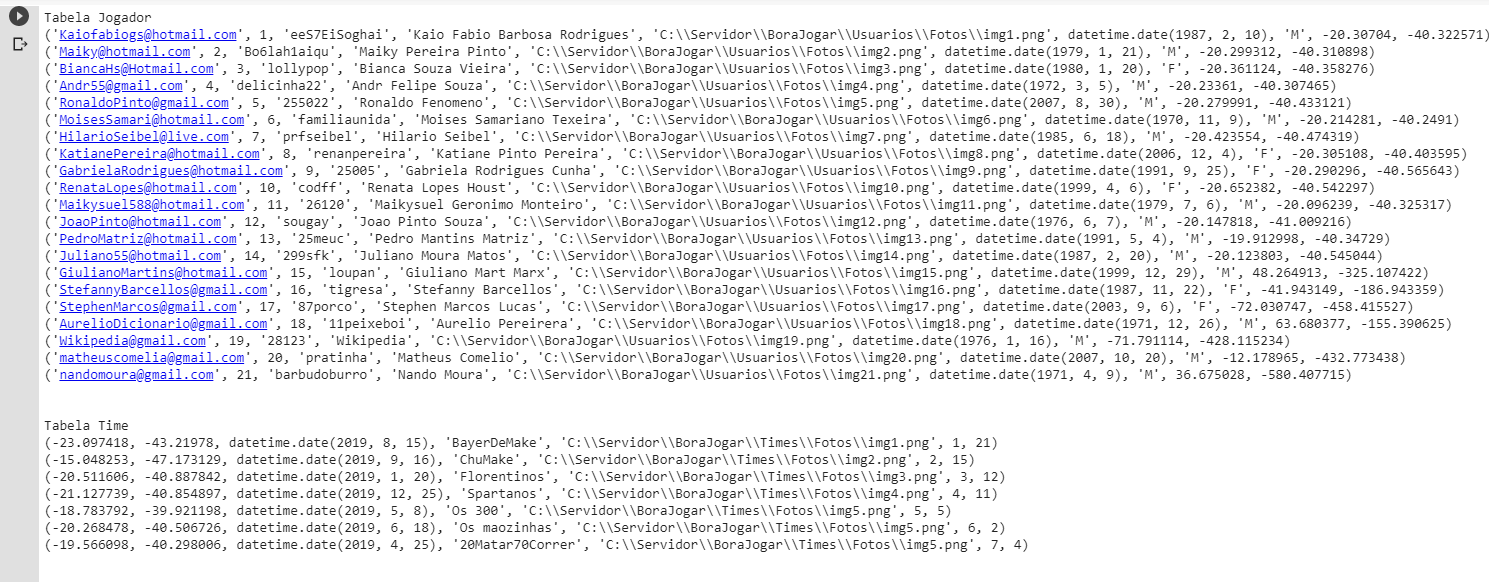 Tabela Jogador
('Kaiofabiogs@hotmail.com', 1, 'eeS7EiSoghai', 'Kaio Fabio Barbosa Rodrigues', 'C:\\Servidor\\BoraJogar\\Usuarios\\Fotos\\img1.png', datetime.date(1987, 2, 10), 'M', -20.30704, -40.322571)
('Maiky@hotmail.com', 2, 'Bo6lah1aiqu', 'Maiky Pereira Pinto', 'C:\\Servidor\\BoraJogar\\Usuarios\\Fotos\\img2.png', datetime.date(1979, 1, 21), 'M', -20.299312, -40.310898)
('BiancaHs@Hotmail.com', 3, 'lollypop', 'Bianca Souza Vieira', 'C:\\Servidor\\BoraJogar\\Usuarios\\Fotos\\img3.png', datetime.date(1980, 1, 20), 'F', -20.361124, -40.358276)
('Andr55@gmail.com', 4, 'delicinha22', 'Andr Felipe Souza', 'C:\\Servidor\\BoraJogar\\Usuarios\\Fotos\\img4.png', datetime.date(1972, 3, 5), 'M', -20.23361, -40.307465)
('RonaldoPinto@gmail.com', 5, '255022', 'Ronaldo Fenomeno', 'C:\\Servidor\\BoraJogar\\Usuarios\\Fotos\\img5.png', datetime.date(2007, 8, 30), 'M', -20.279991, -40.433121)
('MoisesSamari@hotmail.com', 6, 'familiaunida', 'Moises Samariano Texeira', 'C:\\Servidor\\BoraJogar\\Usuarios\\Fotos\\img6.png', datetime.date(1970, 11, 9), 'M', -20.214281, -40.2491)
('HilarioSeibel@live.com', 7, 'prfseibel', 'Hilario Seibel', 'C:\\Servidor\\BoraJogar\\Usuarios\\Fotos\\img7.png', datetime.date(1985, 6, 18), 'M', -20.423554, -40.474319)
('KatianePereira@hotmail.com', 8, 'renanpereira', 'Katiane Pinto Pereira', 'C:\\Servidor\\BoraJogar\\Usuarios\\Fotos\\img8.png', datetime.date(2006, 12, 4), 'F', -20.305108, -40.403595)
('GabrielaRodrigues@hotmail.com', 9, '25005', 'Gabriela Rodrigues Cunha', 'C:\\Servidor\\BoraJogar\\Usuarios\\Fotos\\img9.png', datetime.date(1991, 9, 25), 'F', -20.290296, -40.565643)
('RenataLopes@hotmail.com', 10, 'codff', 'Renata Lopes Houst', 'C:\\Servidor\\BoraJogar\\Usuarios\\Fotos\\img10.png', datetime.date(1999, 4, 6), 'F', -20.652382, -40.542297)
('Maikysuel588@hotmail.com', 11, '26120', 'Maikysuel Geronimo Monteiro', 'C:\\Servidor\\BoraJogar\\Usuarios\\Fotos\\img11.png', datetime.date(1979, 7, 6), 'M', -20.096239, -40.325317)
('JoaoPinto@hotmail.com', 12, 'sougay', 'Joao Pinto Souza', 'C:\\Servidor\\BoraJogar\\Usuarios\\Fotos\\img12.png', datetime.date(1976, 6, 7), 'M', -20.147818, -41.009216)
('PedroMatriz@hotmail.com', 13, '25meuc', 'Pedro Mantins Matriz', 'C:\\Servidor\\BoraJogar\\Usuarios\\Fotos\\img13.png', datetime.date(1991, 5, 4), 'M', -19.912998, -40.34729)
('Juliano55@hotmail.com', 14, '299sfk', 'Juliano Moura Matos', 'C:\\Servidor\\BoraJogar\\Usuarios\\Fotos\\img14.png', datetime.date(1987, 2, 20), 'M', -20.123803, -40.545044)
('GiulianoMartins@hotmail.com', 15, 'loupan', 'Giuliano Mart Marx', 'C:\\Servidor\\BoraJogar\\Usuarios\\Fotos\\img15.png', datetime.date(1999, 12, 29), 'M', 48.264913, -325.107422)
('StefannyBarcellos@gmail.com', 16, 'tigresa', 'Stefanny Barcellos', 'C:\\Servidor\\BoraJogar\\Usuarios\\Fotos\\img16.png', datetime.date(1987, 11, 22), 'F', -41.943149, -186.943359)
('StephenMarcos@gmail.com', 17, '87porco', 'Stephen Marcos Lucas', 'C:\\Servidor\\BoraJogar\\Usuarios\\Fotos\\img17.png', datetime.date(2003, 9, 6), 'F', -72.030747, -458.415527)
('AurelioDicionario@gmail.com', 18, '11peixeboi', 'Aurelio Pereirera', 'C:\\Servidor\\BoraJogar\\Usuarios\\Fotos\\img18.png', datetime.date(1971, 12, 26), 'M', 63.680377, -155.390625)
('Wikipedia@gmail.com', 19, '28123', 'Wikipedia', 'C:\\Servidor\\BoraJogar\\Usuarios\\Fotos\\img19.png', datetime.date(1976, 1, 16), 'M', -71.791114, -428.115234)
('matheuscomelia@gmail.com', 20, 'pratinha', 'Matheus Comelio', 'C:\\Servidor\\BoraJogar\\Usuarios\\Fotos\\img20.png', datetime.date(2007, 10, 20), 'M', -12.178965, -432.773438)
('nandomoura@gmail.com', 21, 'barbudoburro', 'Nando Moura', 'C:\\Servidor\\BoraJogar\\Usuarios\\Fotos\\img21.png', datetime.date(1971, 4, 9), 'M', 36.675028, -580.407715)
Tabela Time
(-23.097418, -43.21978, datetime.date(2019, 8, 15), 'BayerDeMake', 'C:\\Servidor\\BoraJogar\\Times\\Fotos\\img1.png', 1, 21)
(-15.048253, -47.173129, datetime.date(2019, 9, 16), 'ChuMake', 'C:\\Servidor\\BoraJogar\\Times\\Fotos\\img2.png', 2, 15)
(-20.511606, -40.887842, datetime.date(2019, 1, 20), 'Florentinos', 'C:\\Servidor\\BoraJogar\\Times\\Fotos\\img3.png', 3, 12)
(-21.127739, -40.854897, datetime.date(2019, 12, 25), 'Spartanos', 'C:\\Servidor\\BoraJogar\\Times\\Fotos\\img4.png', 4, 11)
(-18.783792, -39.921198, datetime.date(2019, 5, 8), 'Os 300', 'C:\\Servidor\\BoraJogar\\Times\\Fotos\\img5.png', 5, 5)
(-20.268478, -40.506726, datetime.date(2019, 6, 18), 'Os maozinhas', 'C:\\Servidor\\BoraJogar\\Times\\Fotos\\img5.png', 6, 2)
(-19.566098, -40.298006, datetime.date(2019, 4, 25), '20Matar70Correr', 'C:\\Servidor\\BoraJogar\\Times\\Fotos\\img5.png', 7, 4)